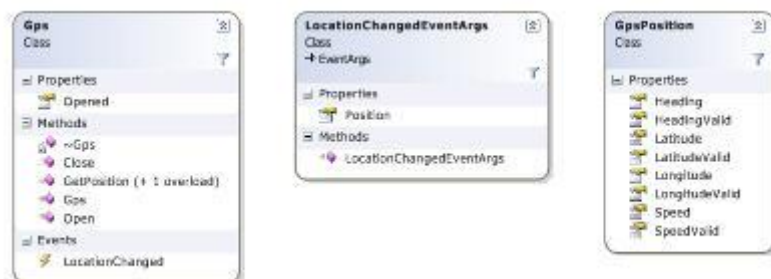 Gps
Class
Properties
Opened
Methods
~Gps
Close
GetPosition (+ 1 overload)
Gps
Open
Events
LocationChanged
LocationChangedEventArgs
Class
EventArgs
Properties
Position
Methods
LocationChangedEventArgs
GpsPosition
Class
Properties
Heading
HeadingValid
Latitude
LatitudeValid
Longitude
LongitudeValid
Speed
SpeedValid